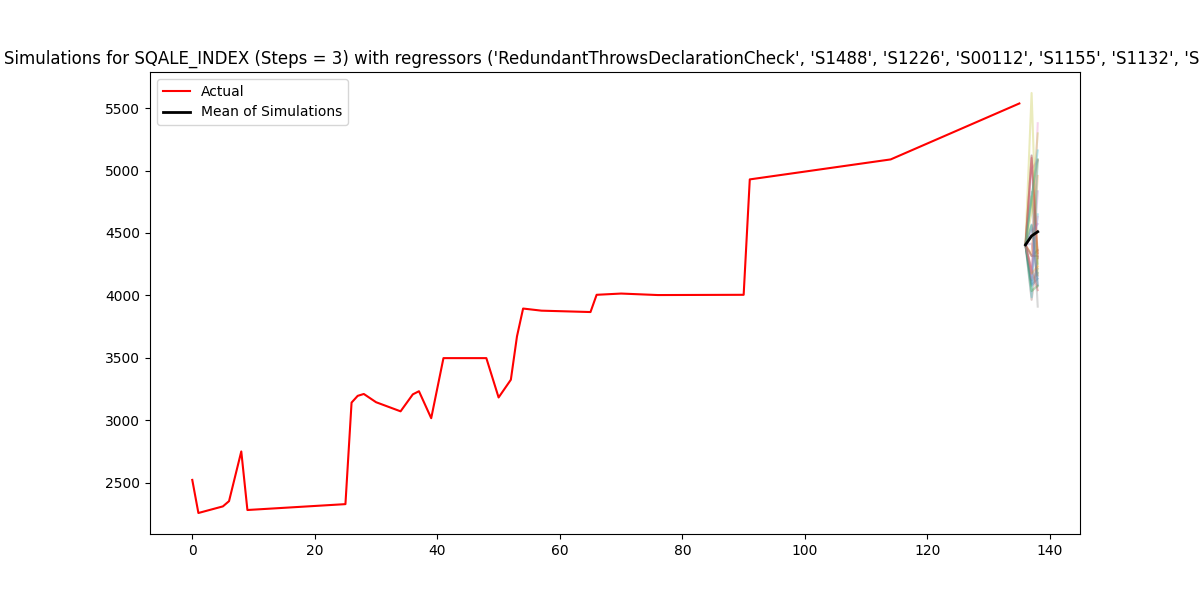 Simulations for SQALE_INDEX (Steps = 3) with regressors ('RedundantThrowsDeclarationCheck', 'S1488', 'S1226', 'S00112', 'S1155', 'S1132', 'S
Actual
Mean of Simulations
5500
5000
4500
4000
3500
3000
2500
0 20 40 60 80 100 120 140